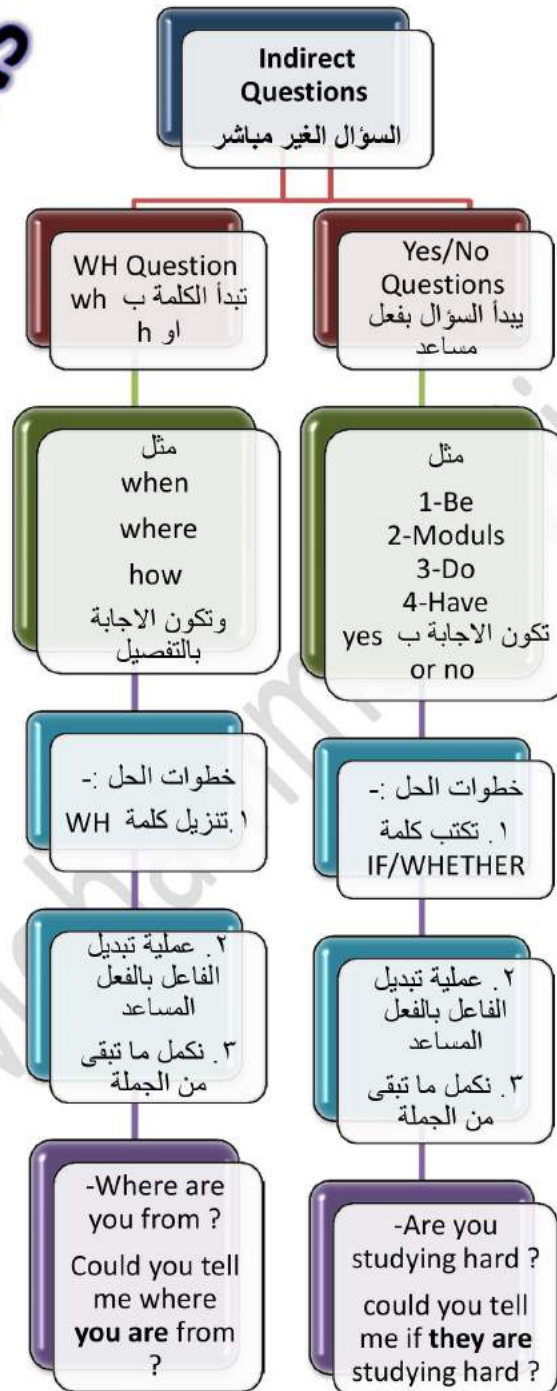 Indirect
Questions
السؤال الغير مباشر
WH Question
تبدأ الكلمة ب wh
او h
مثل
when
where
how
وتكون الاجابة
بالتفصيل
خطوات الحل :-
١.تنزيل كلمة WH
٢. عملية تبديل
الفاعل بالفعل
المساعد
٣. نكمل ما تبقى
من الجملة
-Where are
you from ?
Could you tell
me where
you are from
?
Yes/No
Questions
يبدأ السؤال بفعل
مساعد
مثل
1-Be
2-Moduls
3-Do
4-Have
تكون الاجابة ب yes
or no
خطوات الحل :-
١. تكتب كلمة
IF/WHETHER
٢. عملية تبديل
الفاعل بالفعل
المساعد
٣. نكمل ما تبقى
من الجملة
-Are you
studying hard ?
could you tell
me if they are
studying hard ?